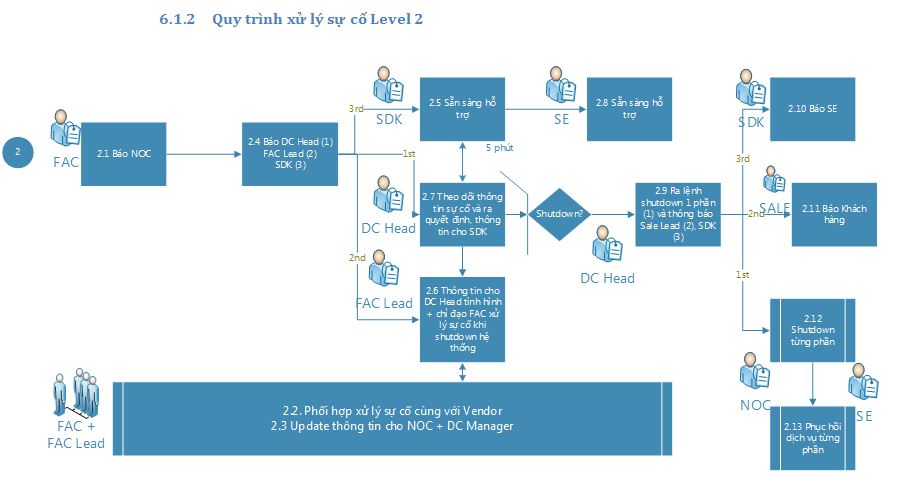 6.1.2 Quy trình xử lý sự cố Level 2
2
FAC
2.1 Báo NOC
2.4 Báo DC Head (1)
FAC Lead (2)
SDK (3)
3rd
1st
2nd
SDK
2.5 Sẵn sàng hỗ
trợ
SE
2.8 Sẵn sàng hỗ
trợ
5 phút
DC Head
2.7 Theo dõi thông
tin sự cố và ra
quyết định, thông
tin cho SDK
Shutdown?
DC Head
2.9 Ra lệnh
shutdown 1 phần
(1) và thông báo
Sale Lead (2), SDK
(3)
FAC Lead
2.6 Thông tin cho
DC Head tình hình
+ chỉ đạo FAC xử
lý sự cố khi
shutdown hệ
thống
SDK
3rd
2.10 Báo SE
SALE
2nd
2.11 Báo Khách
hàng
1st
2.12
Shutdown
từng phần
NOC
SE
2.13 Phục hồi
dịch vụ từng
phần
FAC +
FAC Lead
2.2. Phối hợp xử lý sự cố cùng với Vendor
2.3 Update thông tin cho NOC + DC Manager